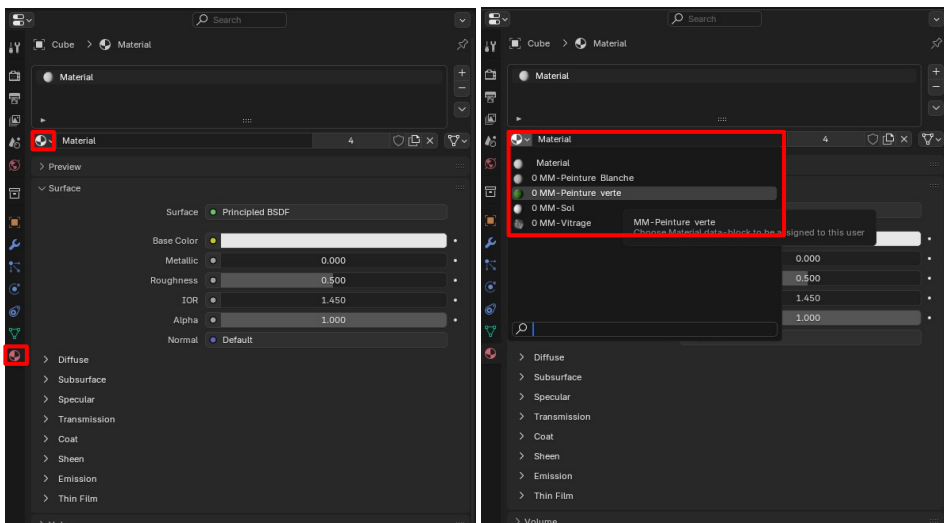 Search
Cube > Material
Material
Material 4
Preview
Surface
Surface Principled BSDF
Base Color
Metallic 0.000
Roughness 0.500
IOR 1.450
Alpha 1.000
Normal Default
Diffuse
Subsurface
Specular
Transmission
Coat
Sheen
Emission
Thin Film
Search
Cube > Material
Material
Material 4
Material
0 MM-Peinture Blanche
0 MM-Peinture verte
0 MM-Sol
0 MM-Vitrage
MM-Peinture verte
Choose Material data-block to be assigned to this user
0.000
0.500
1.450
1.000
Diffuse
Subsurface
Specular
Transmission
Coat
Sheen
Emission
Thin Film
Volume